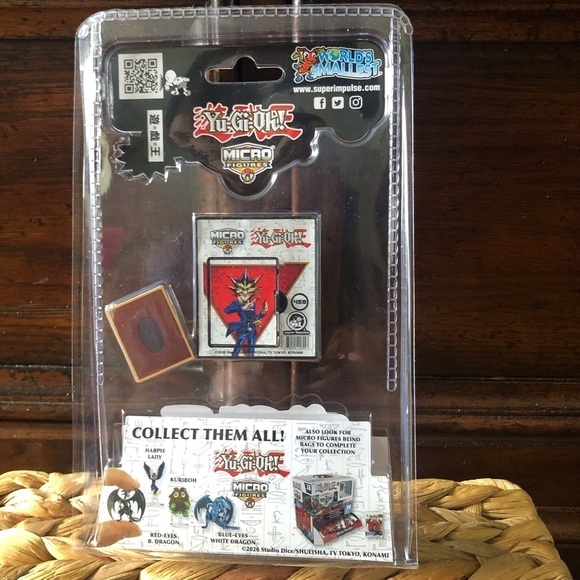 WORLD'S
SMALLEST
www.superimpulse.com
遊☆戯☆王
Yu-Gi-Oh!
MICRO
FIGURES
MICRO
FIGURES
Yu-Gi-Oh!
458
COLLECT THEM ALL!
HARPIE
LADY
KURIBOH
RED-EYES
B. DRAGON
BLUE-EYES
WHITE DRAGON
Yu-Gi-Oh!
MICRO
FIGURES
ALSO LOOK FOR
MICRO FIGURES BLIND
BAGS TO COMPLETE
YOUR COLLECTION
©2020 Studio Dice/SHUEISHA, TV TOKYO, KONAMI